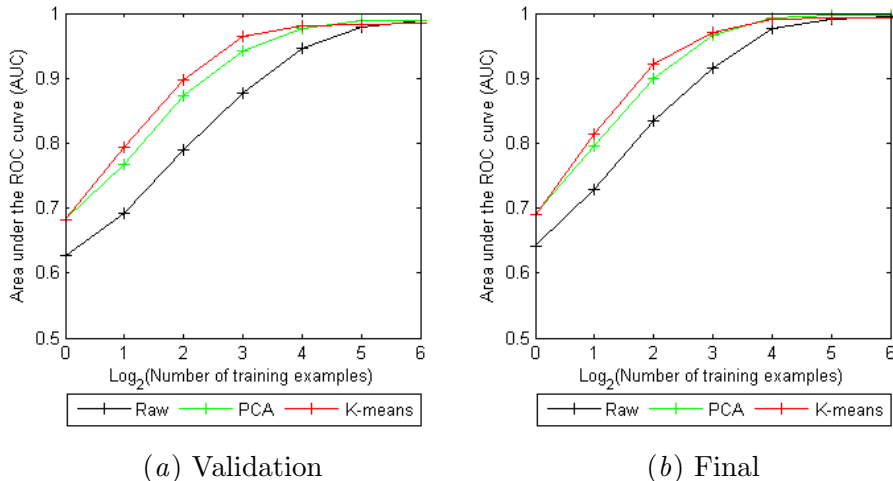 1
0.9
0.8
0.7
0.6
0.5
Area under the ROC curve (AUC)
0 1 2 3 4 5 6
Log2(Number of training examples)
Raw PCA K-means
(a) Validation
1
0.9
0.8
0.7
0.6
0.5
Area under the ROC curve (AUC)
0 1 2 3 4 5 6
Log2(Number of training examples)
Raw PCA K-means
(b) Final